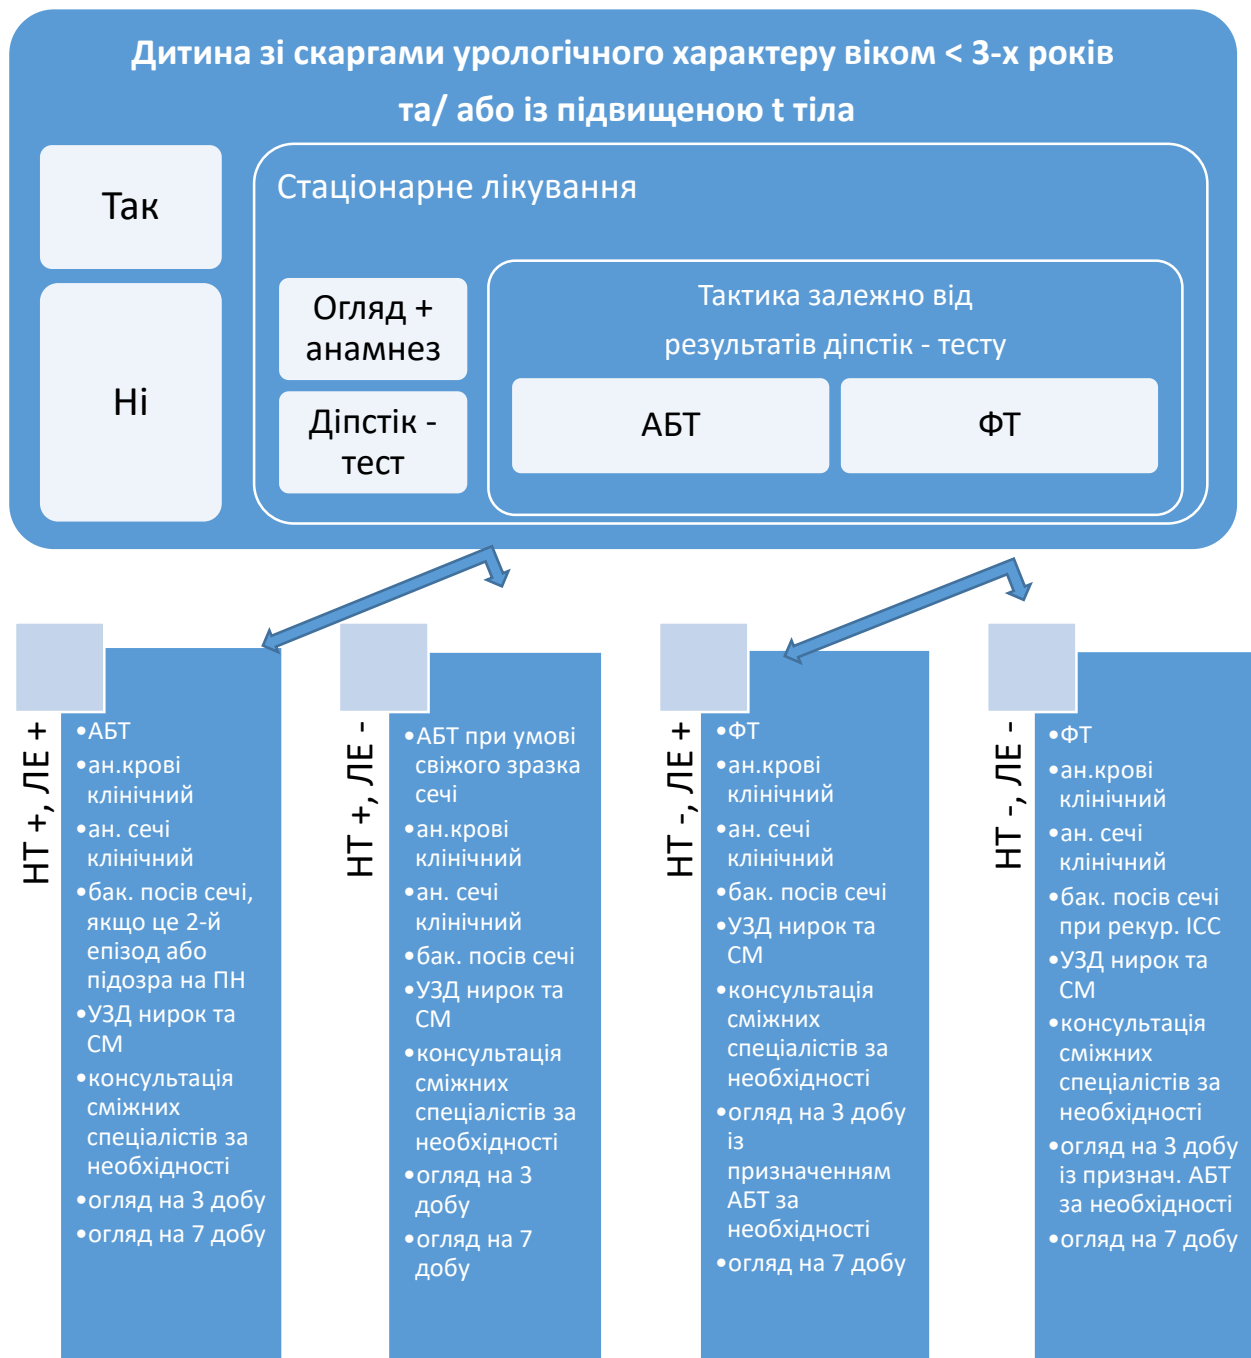 Дитина зі скаргами урологічного характеру віком < 3-х років
та/ або із підвищеною t тіла
Так
Стаціонарне лікування
Ні
Огляд +
анамнез
Діпстік -
тест
Тактика залежно від
результатів діпстік - тесту
АБТ
ФТ
НТ +, ЛЕ +
•АБТ
•ан.крові
клінічний
•ан. сечі
клінічний
•бак. посів сечі,
якщо це 2-й
епізод або
підозра на ПН
•УЗД нирок та
СМ
•консультація
сміжних
спеціалістів за
необхідності
•огляд на 3 добу
•огляд на 7 добу
НТ +, ЛЕ -
•АБТ при умові
свіжого зразка
сечі
•ан.крові
клінічний
•ан. сечі
клінічний
•бак. посів сечі
•УЗД нирок та
СМ
•консультація
сміжних
спеціалістів за
необхідності
•огляд на 3
добу
•огляд на 7
добу
НТ -, ЛЕ +
•ФТ
•ан.крові
клінічний
•ан. сечі
клінічний
•бак. посів сечі
•УЗД нирок та
СМ
•консультація
сміжних
спеціалістів за
необхідності
•огляд на 3 добу
із
призначенням
АБТ за
необхідності
•огляд на 7 добу
НТ -, ЛЕ -
•ФТ
•ан.крові
клінічний
•ан. сечі
клінічний
•бак. посів сечі
при рекур. ІСС
•УЗД нирок та
СМ
•консультація
сміжних
спеціалістів за
необхідності
•огляд на 3 добу
із признач. АБТ
за необхідності
•огляд на 7 добу